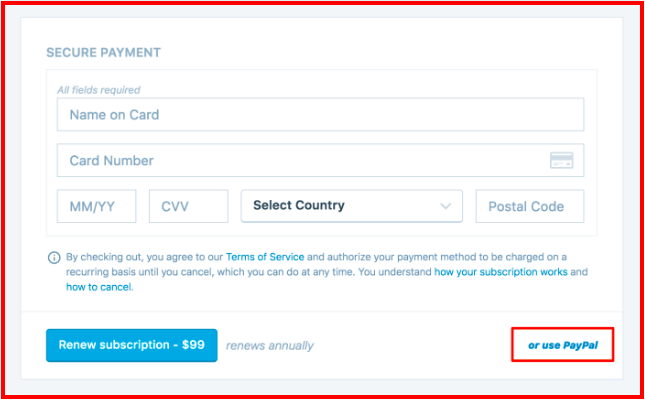 SECURE PAYMENT
All fields required
Name on Card
Card Number
MM/YY CVV Select Country Postal Code
By checking out, you agree to our Terms of Service and authorize your payment method to be charged on a
recurring basis until you cancel, which you can do at any time. You understand how your subscription works and
how to cancel.
Renew subscription - $99 renews annually or use PayPal